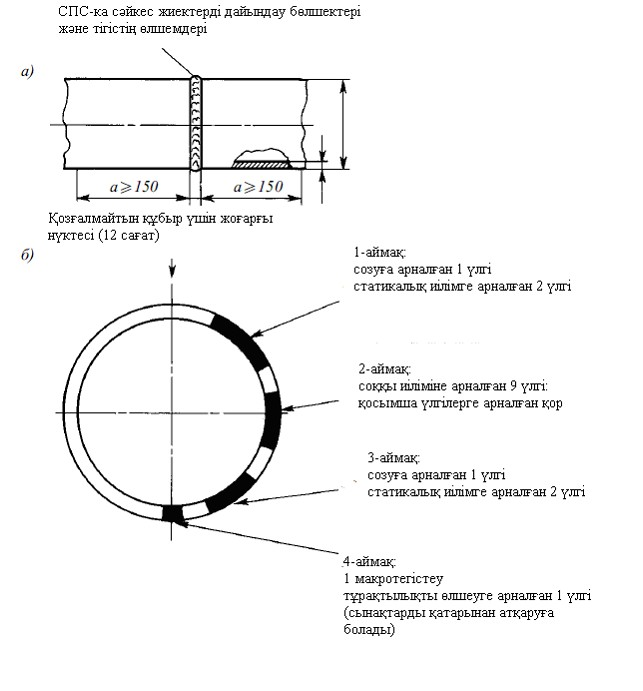 СПС-ка сәйкес жиектерді дайындау бөлшектері
және тігістің өлшемдері
а)
a⩾150
a⩾150
Қозғалмайтын құбыр үшін жоғарғы
нүктесі (12 сағат)
б)
1-аймақ:
созуға арналған 1 үлгі
статикалық иілімге арналған 2 үлгі
2-аймақ:
соққы иіліміне арналған 9 үлгі:
қосымша үлгілерге арналған қор
3-аймақ:
созуға арналған 1 үлгі
статикалық иілімге арналған 2 үлгі
4-аймақ:
1 макротегістеу
тұрақтылықты өлшеуге арналған 1 үлгі
(сынақтарды қатарынан атқаруға
болады)